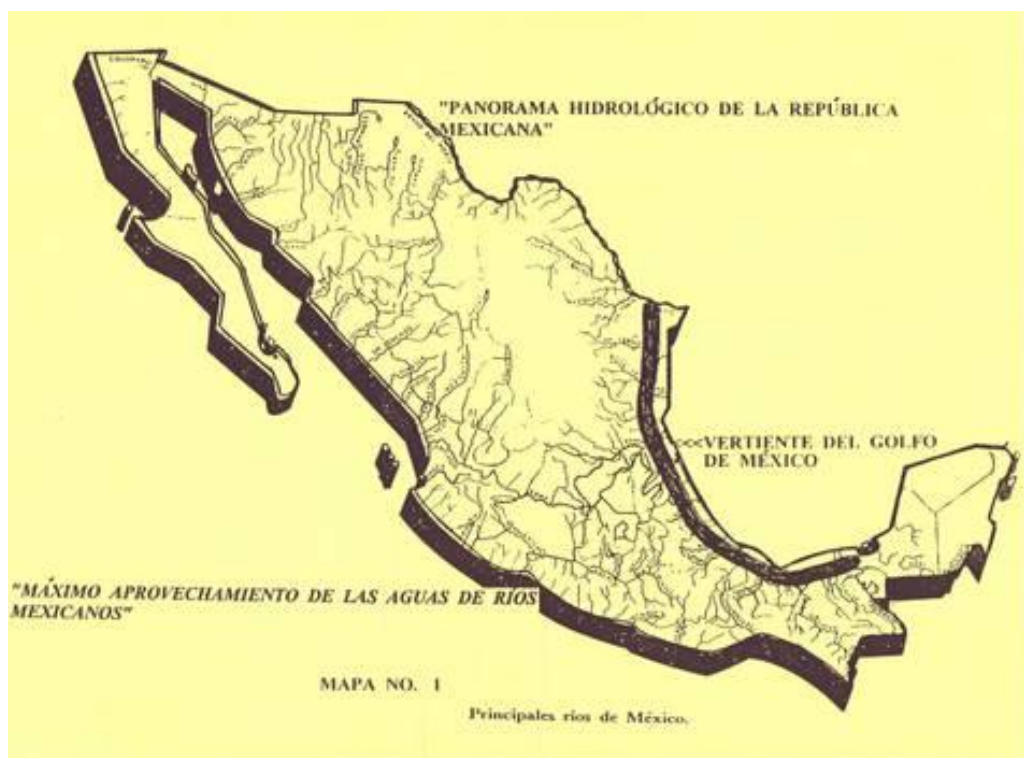 COLORADO
"PANORAMA HIDROLÓGICO DE LA REPÚBLICA
MEXICANA"
<<<VERTIENTE DEL GOLFO
DE MÉXICO
"MÁXIMO APROVECHAMIENTO DE LAS AGUAS DE RÍOS
MEXICANOS"
MAPA NO. 1
Principales ríos de México.